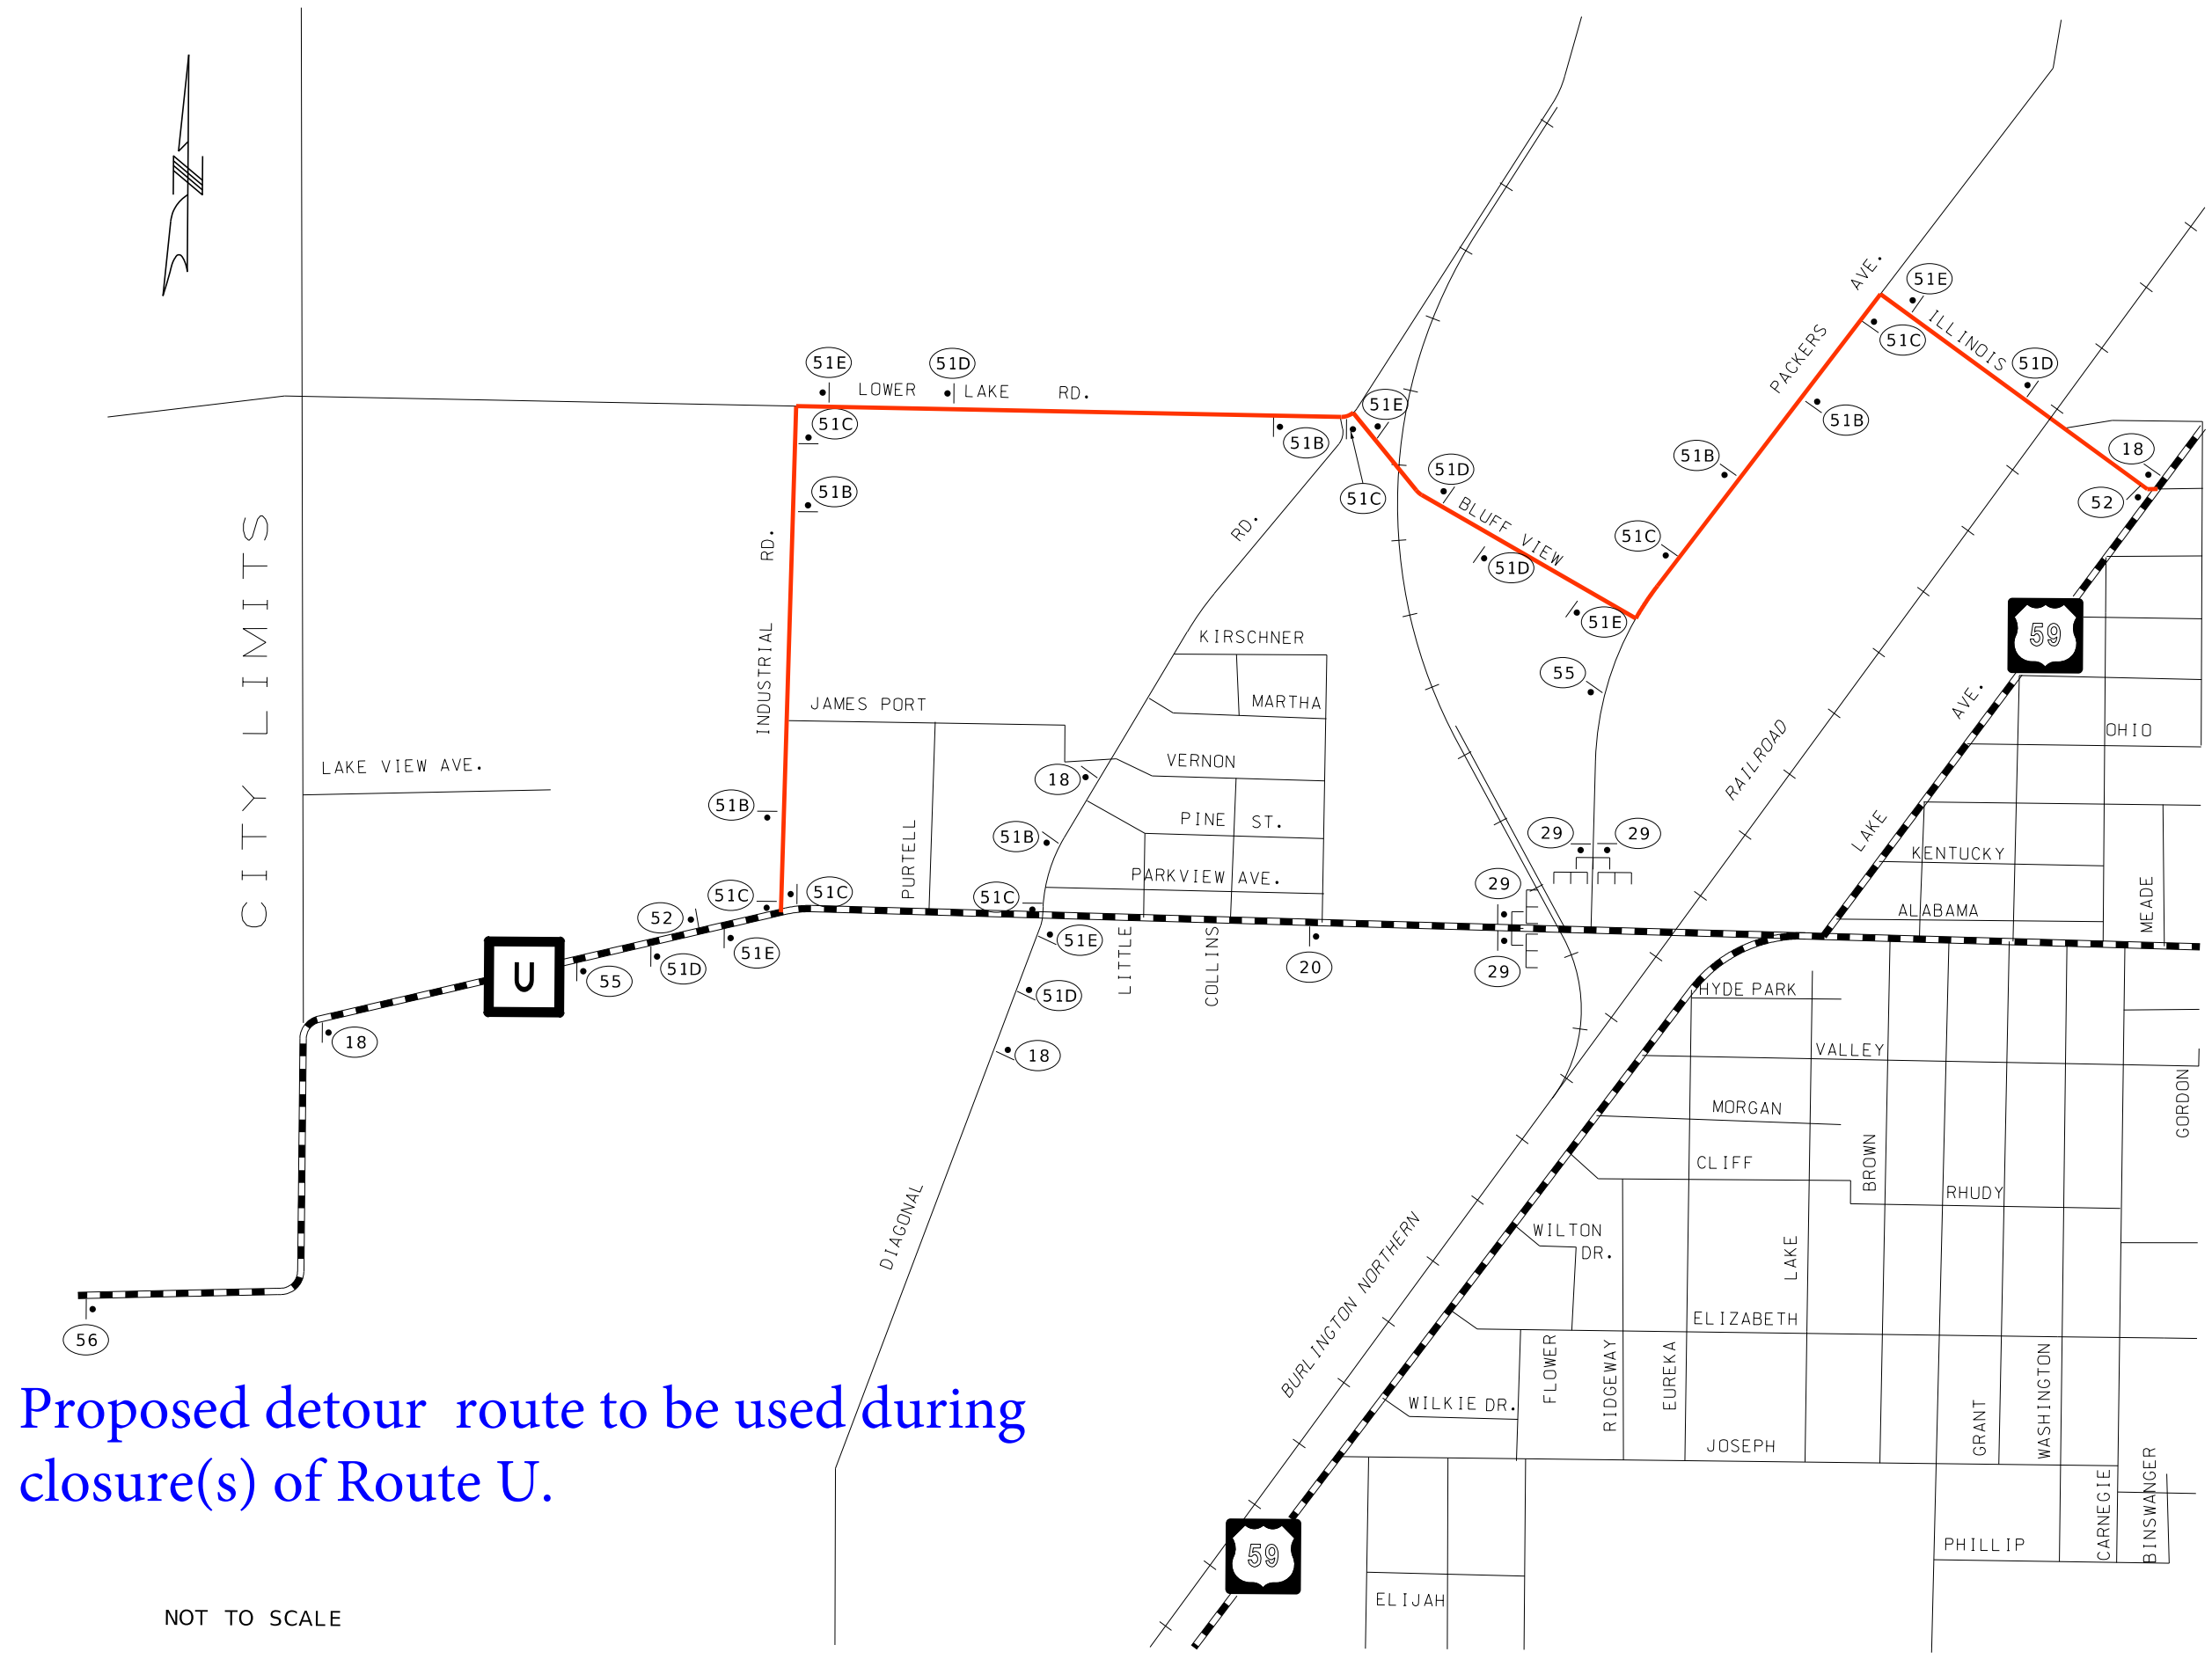 N
51E
ILLINOIS
51C
51D
AVE.
PACKERS
51B
18
52
51E
51D
LOWER LAKE RD.
51C
51B
51B
51E
51C
51D
BLUFF VIEW
51D
51E
51B
51C
55
CITY LIMITS
INDUSTRIAL RD.
RD.
KIRSCHNER
MARTHA
JAMES PORT
VERNON
18
PINE ST.
51B
PARKVIEW AVE.
LAKE VIEW AVE.
51B
PURTELL
51C
51C
51C
52
51E
55
51D
51E
51D
18
U
18
LITTLE
COLLINS
20
29
29
29
29
RAILROAD
59
LAKE AVE.
OHIO
KENTUCKY
ALABAMA
MEADE
HYDE PARK
VALLEY
GORDON
MORGAN
CLIFF
BROWN
RHUDY
WILTON
DR.
LAKE
ELIZABETH
DIAGONAL
BURLINGTON NORTHERN
FLOWER
RIDGEWAY
EUREKA
WILKIE DR.
JOSEPH
GRANT
WASHINGTON
CARNEGIE
BINSWANGER
PHILLIP
59
ELIJAH
56
Proposed detour route to be used during
closure(s) of Route U.
NOT TO SCALE